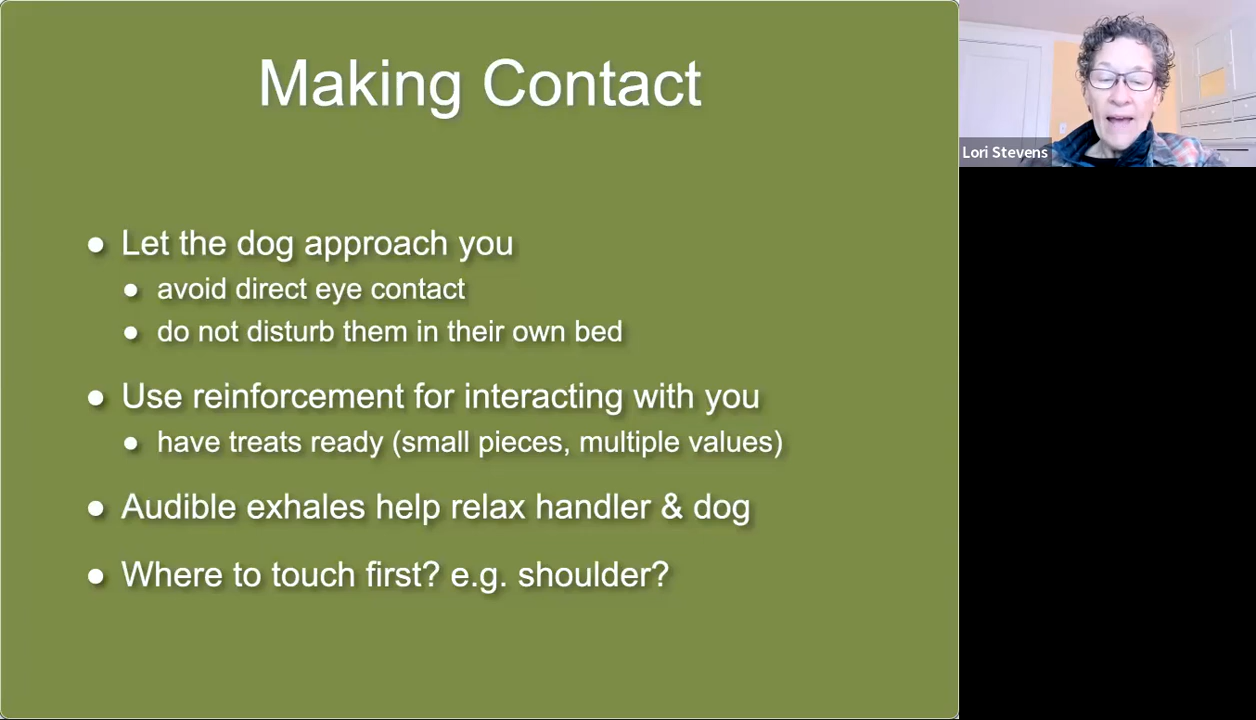 Making Contact
Let the dog approach you
avoid direct eye contact
do not disturb them in their own bed
Use reinforcement for interacting with you
have treats ready (small pieces, multiple values)
Audible exhales help relax handler & dog
Where to touch first? e.g. shoulder?
Lori Stevens